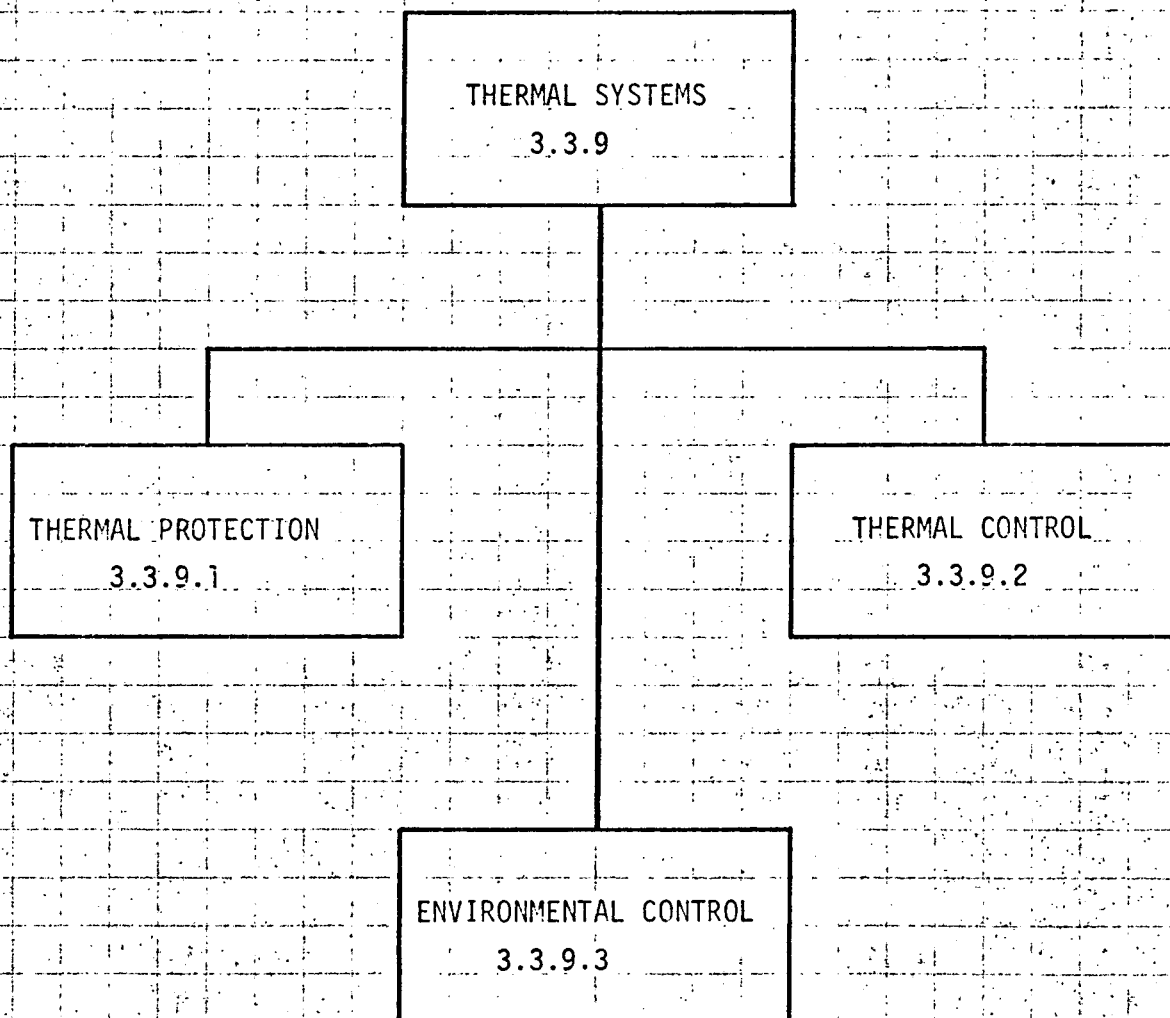 THERMAL SYSTEMS
3.3.9
THERMAL PROTECTION
3.3.9.1
THERMAL CONTROL
3.3.9.2
ENVIRONMENTAL CONTROL
3.3.9.3